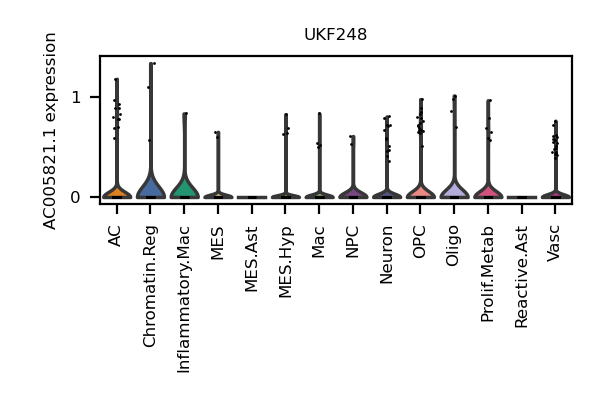 UKF248
AC005821.1 expression
1
0
AC
Chromatin.Reg
Inflammatory.Mac
MES
MES.Ast
MES.Hyp
Mac
NPC
Neuron
OPC
Oligo
Prolif.Metab
Reactive.Ast
Vasc